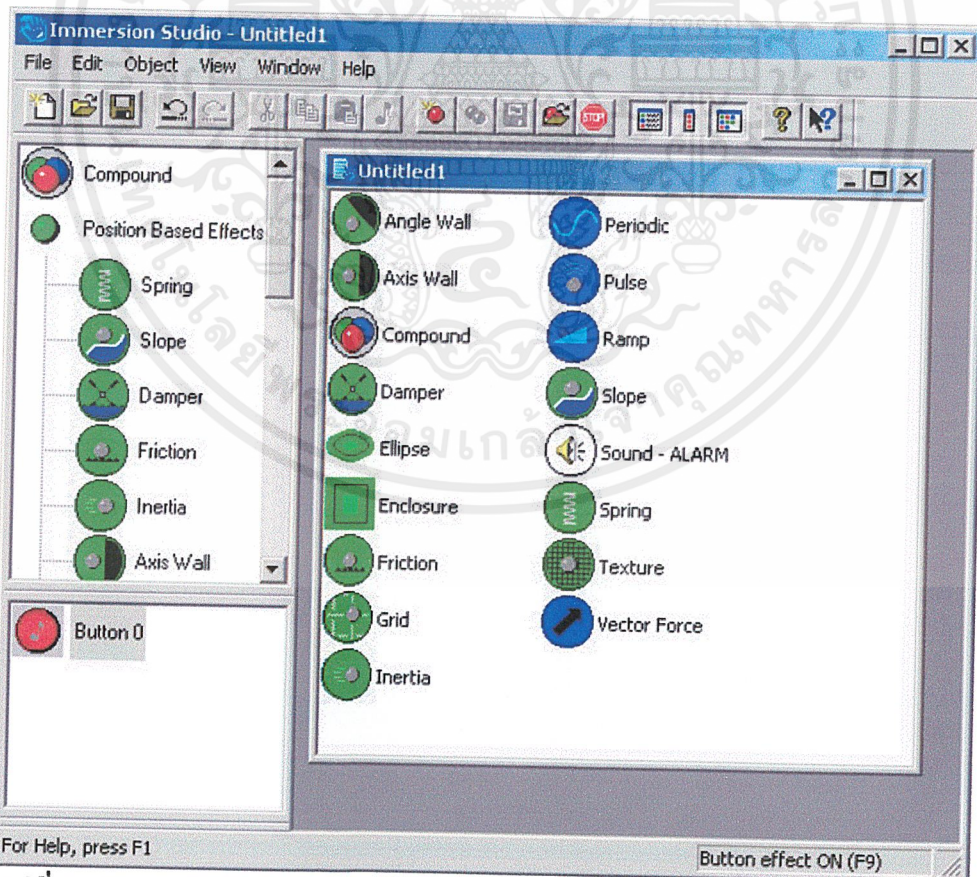 Immersion Studio - Untitled1
File Edit Object View Window Help
STOP!
Compound
Position Based Effects
Spring
Slope
Damper
Friction
Inertia
Axis Wall
Button 0
Untitled1
Angle Wall
Axis Wall
Compound
Damper
Ellipse
Enclosure
Friction
Grid
Inertia
Periodic
Pulse
Ramp
Slope
Sound - ALARM
Spring
Texture
Vector Force
For Help, press F1
Button effect ON (F9)